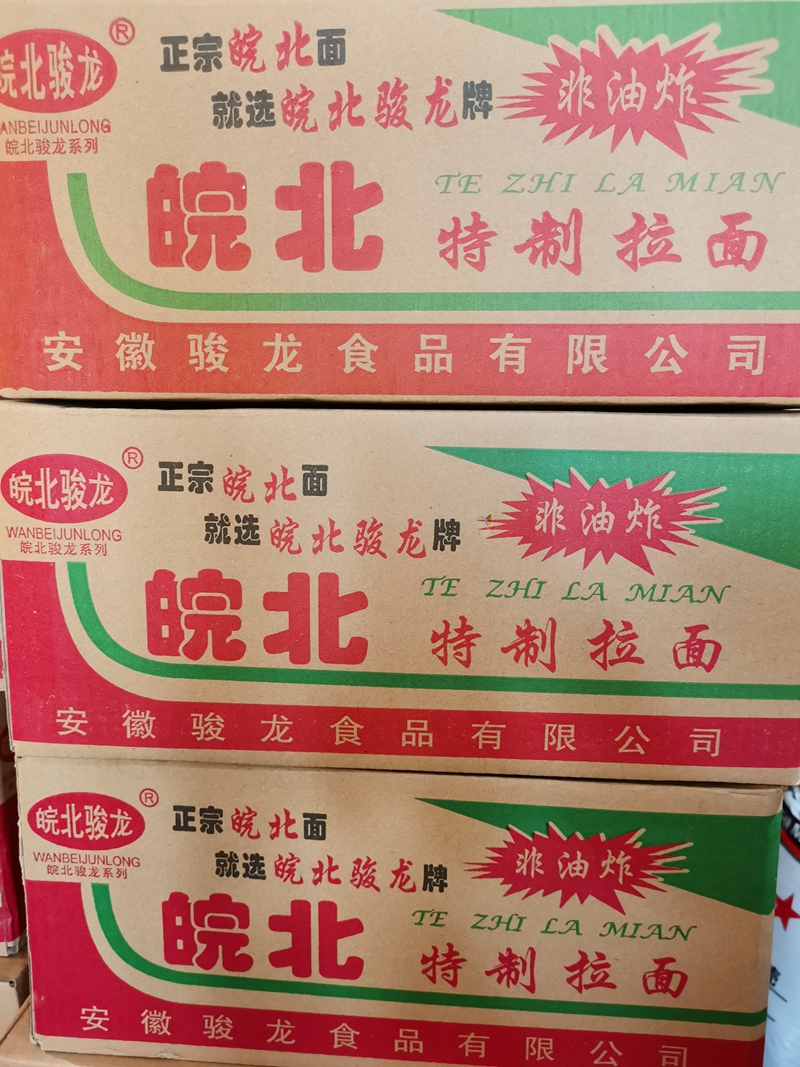 皖北骏龙®
WANBEIJUNLONG
皖北骏龙系列
正宗皖北面
就选皖北骏龙牌
非油炸
皖北
TE ZHI LA MIAN
特制拉面
安徽骏龙食品有限公司
皖北骏龙®
WANBEIJUNLONG
皖北骏龙系列
正宗皖北面
就选皖北骏龙牌
非油炸
皖北
TE ZHI LA MIAN
特制拉面
安徽骏龙食品有限公司
皖北骏龙®
WANBEIJUNLONG
皖北骏龙系列
正宗皖北面
就选皖北骏龙牌
非油炸
皖北
TE ZHI LA MIAN
特制拉面
安徽骏龙食品有限公司